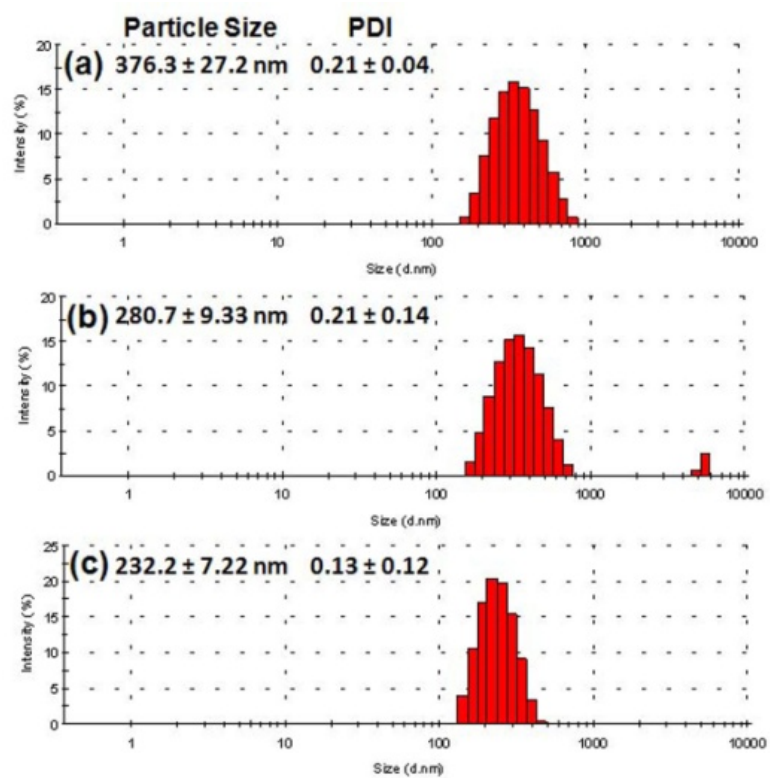 Particle Size PDI
(a) 376.3 ± 27.2 nm 0.21 ± 0.04
20
15
10
5
0
Intensity (%)
1 10 100 1000 10000
Size (d.nm)
(b) 280.7 ± 9.33 nm 0.21 ± 0.14
20
15
10
5
0
Intensity (%)
1 10 100 1000 10000
Size (d.nm)
(c) 232.2 ± 7.22 nm 0.13 ± 0.12
25
20
15
10
5
0
Intensity (%)
1 10 100 1000 10000
Size (d.nm)